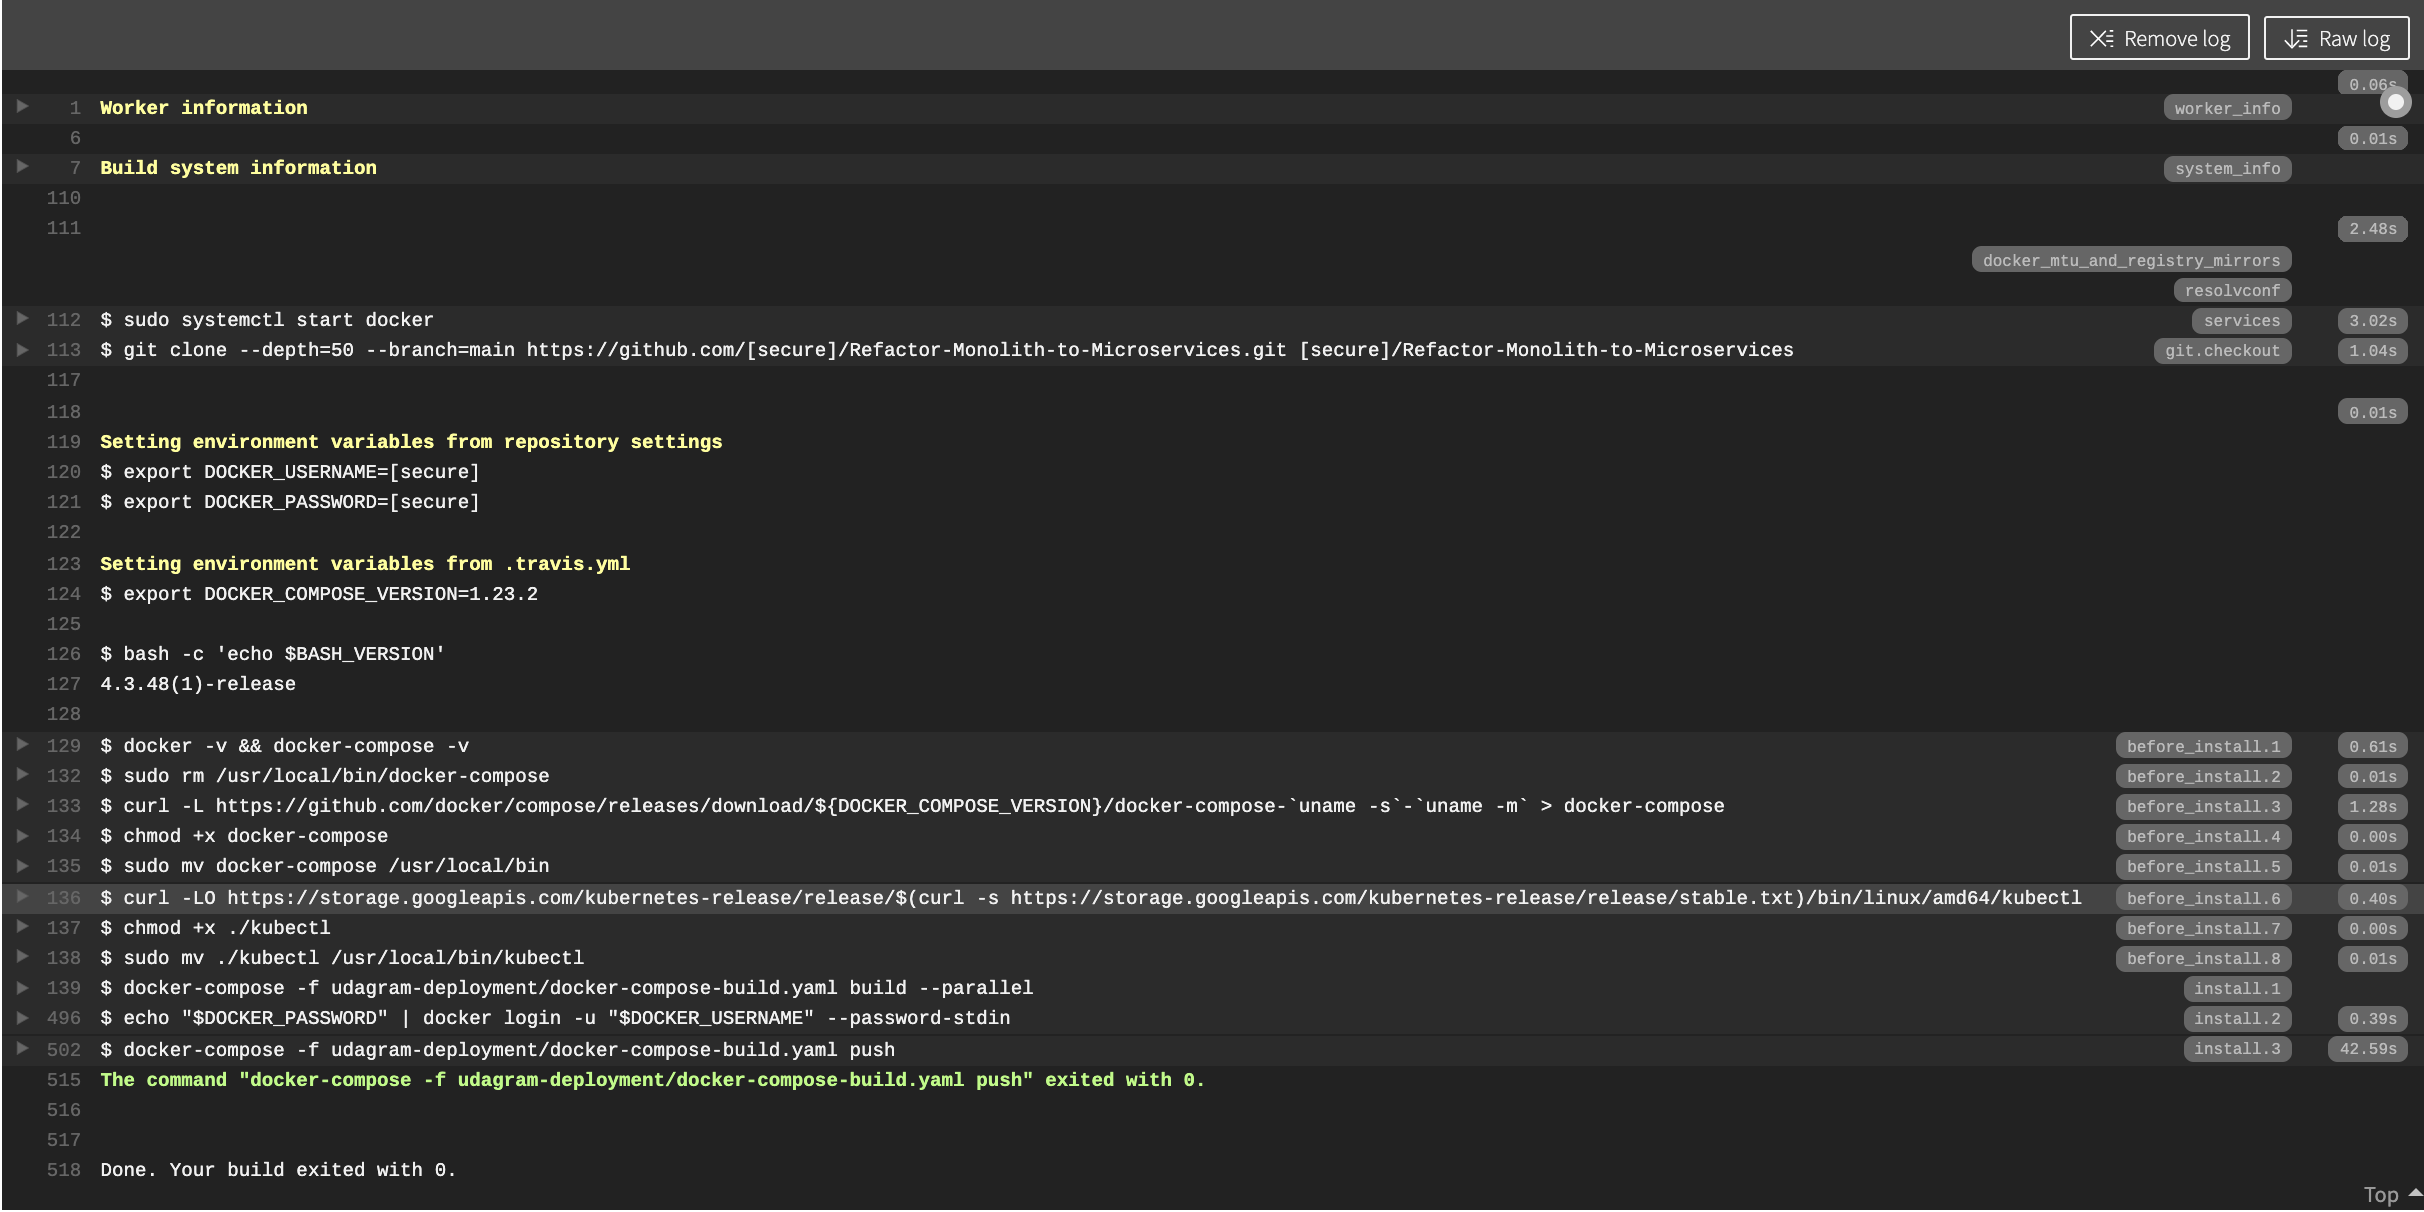 Remove log Raw log
0.06s
1 Worker information worker_info
6 0.01s
7 Build system information system_info
110
111 2.48s
docker_mtu_and_registry_mirrors
resolvconf
112 $ sudo systemctl start docker services 3.02s
113 $ git clone --depth=50 --branch=main https://github.com/[secure]/Refactor-Monolith-to-Microservices.git [secure]/Refactor-Monolith-to-Microservices git.checkout 1.04s
117
118 0.01s
119 Setting environment variables from repository settings
120 $ export DOCKER_USERNAME=[secure]
121 $ export DOCKER_PASSWORD=[secure]
122
123 Setting environment variables from .travis.yml
124 $ export DOCKER_COMPOSE_VERSION=1.23.2
125
126 $ bash -c 'echo $BASH_VERSION'
127 4.3.48(1)-release
128
129 $ docker -v && docker-compose -v before_install.1 0.61s
132 $ sudo rm /usr/local/bin/docker-compose before_install.2 0.01s
133 $ curl -L https://github.com/docker/compose/releases/download/${DOCKER_COMPOSE_VERSION}/docker-compose-`uname -s`-`uname -m` > docker-compose before_install.3 1.28s
134 $ chmod +x docker-compose before_install.4 0.00s
135 $ sudo mv docker-compose /usr/local/bin before_install.5 0.01s
136 $ curl -LO https://storage.googleapis.com/kubernetes-release/release/$(curl -s https://storage.googleapis.com/kubernetes-release/release/stable.txt)/bin/linux/amd64/kubectl before_install.6 0.40s
137 $ chmod +x ./kubectl before_install.7 0.00s
138 $ sudo mv ./kubectl /usr/local/bin/kubectl before_install.8 0.01s
139 $ docker-compose -f udagram-deployment/docker-compose-build.yaml build --parallel install.1
496 $ echo "$DOCKER_PASSWORD" | docker login -u "$DOCKER_USERNAME" --password-stdin install.2 0.39s
502 $ docker-compose -f udagram-deployment/docker-compose-build.yaml push install.3 42.59s
515 The command "docker-compose -f udagram-deployment/docker-compose-build.yaml push" exited with 0.
516
517
518 Done. Your build exited with 0.
Top